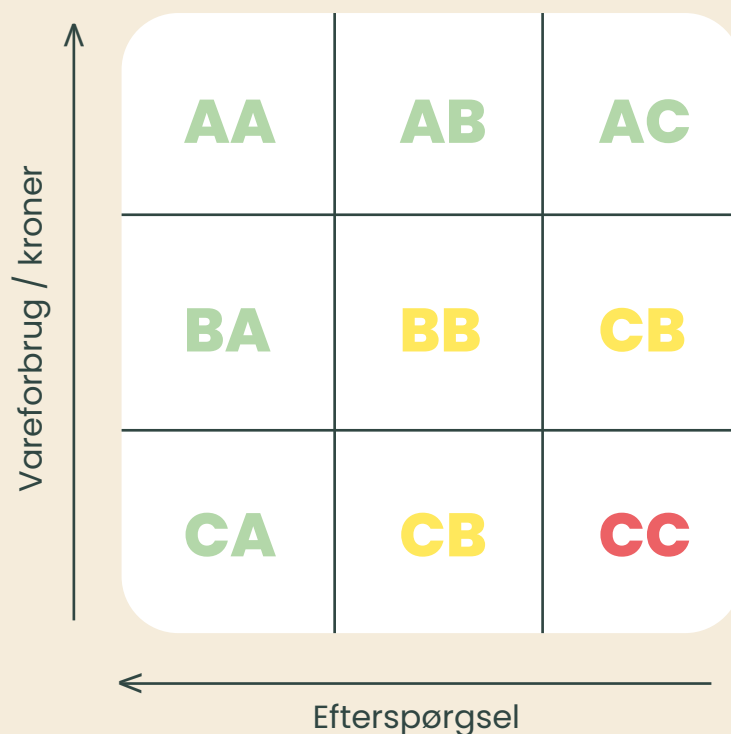 Vareforbrug / kroner
AA AB AC
BA BB CB
CA CB CC
Efterspørgsel